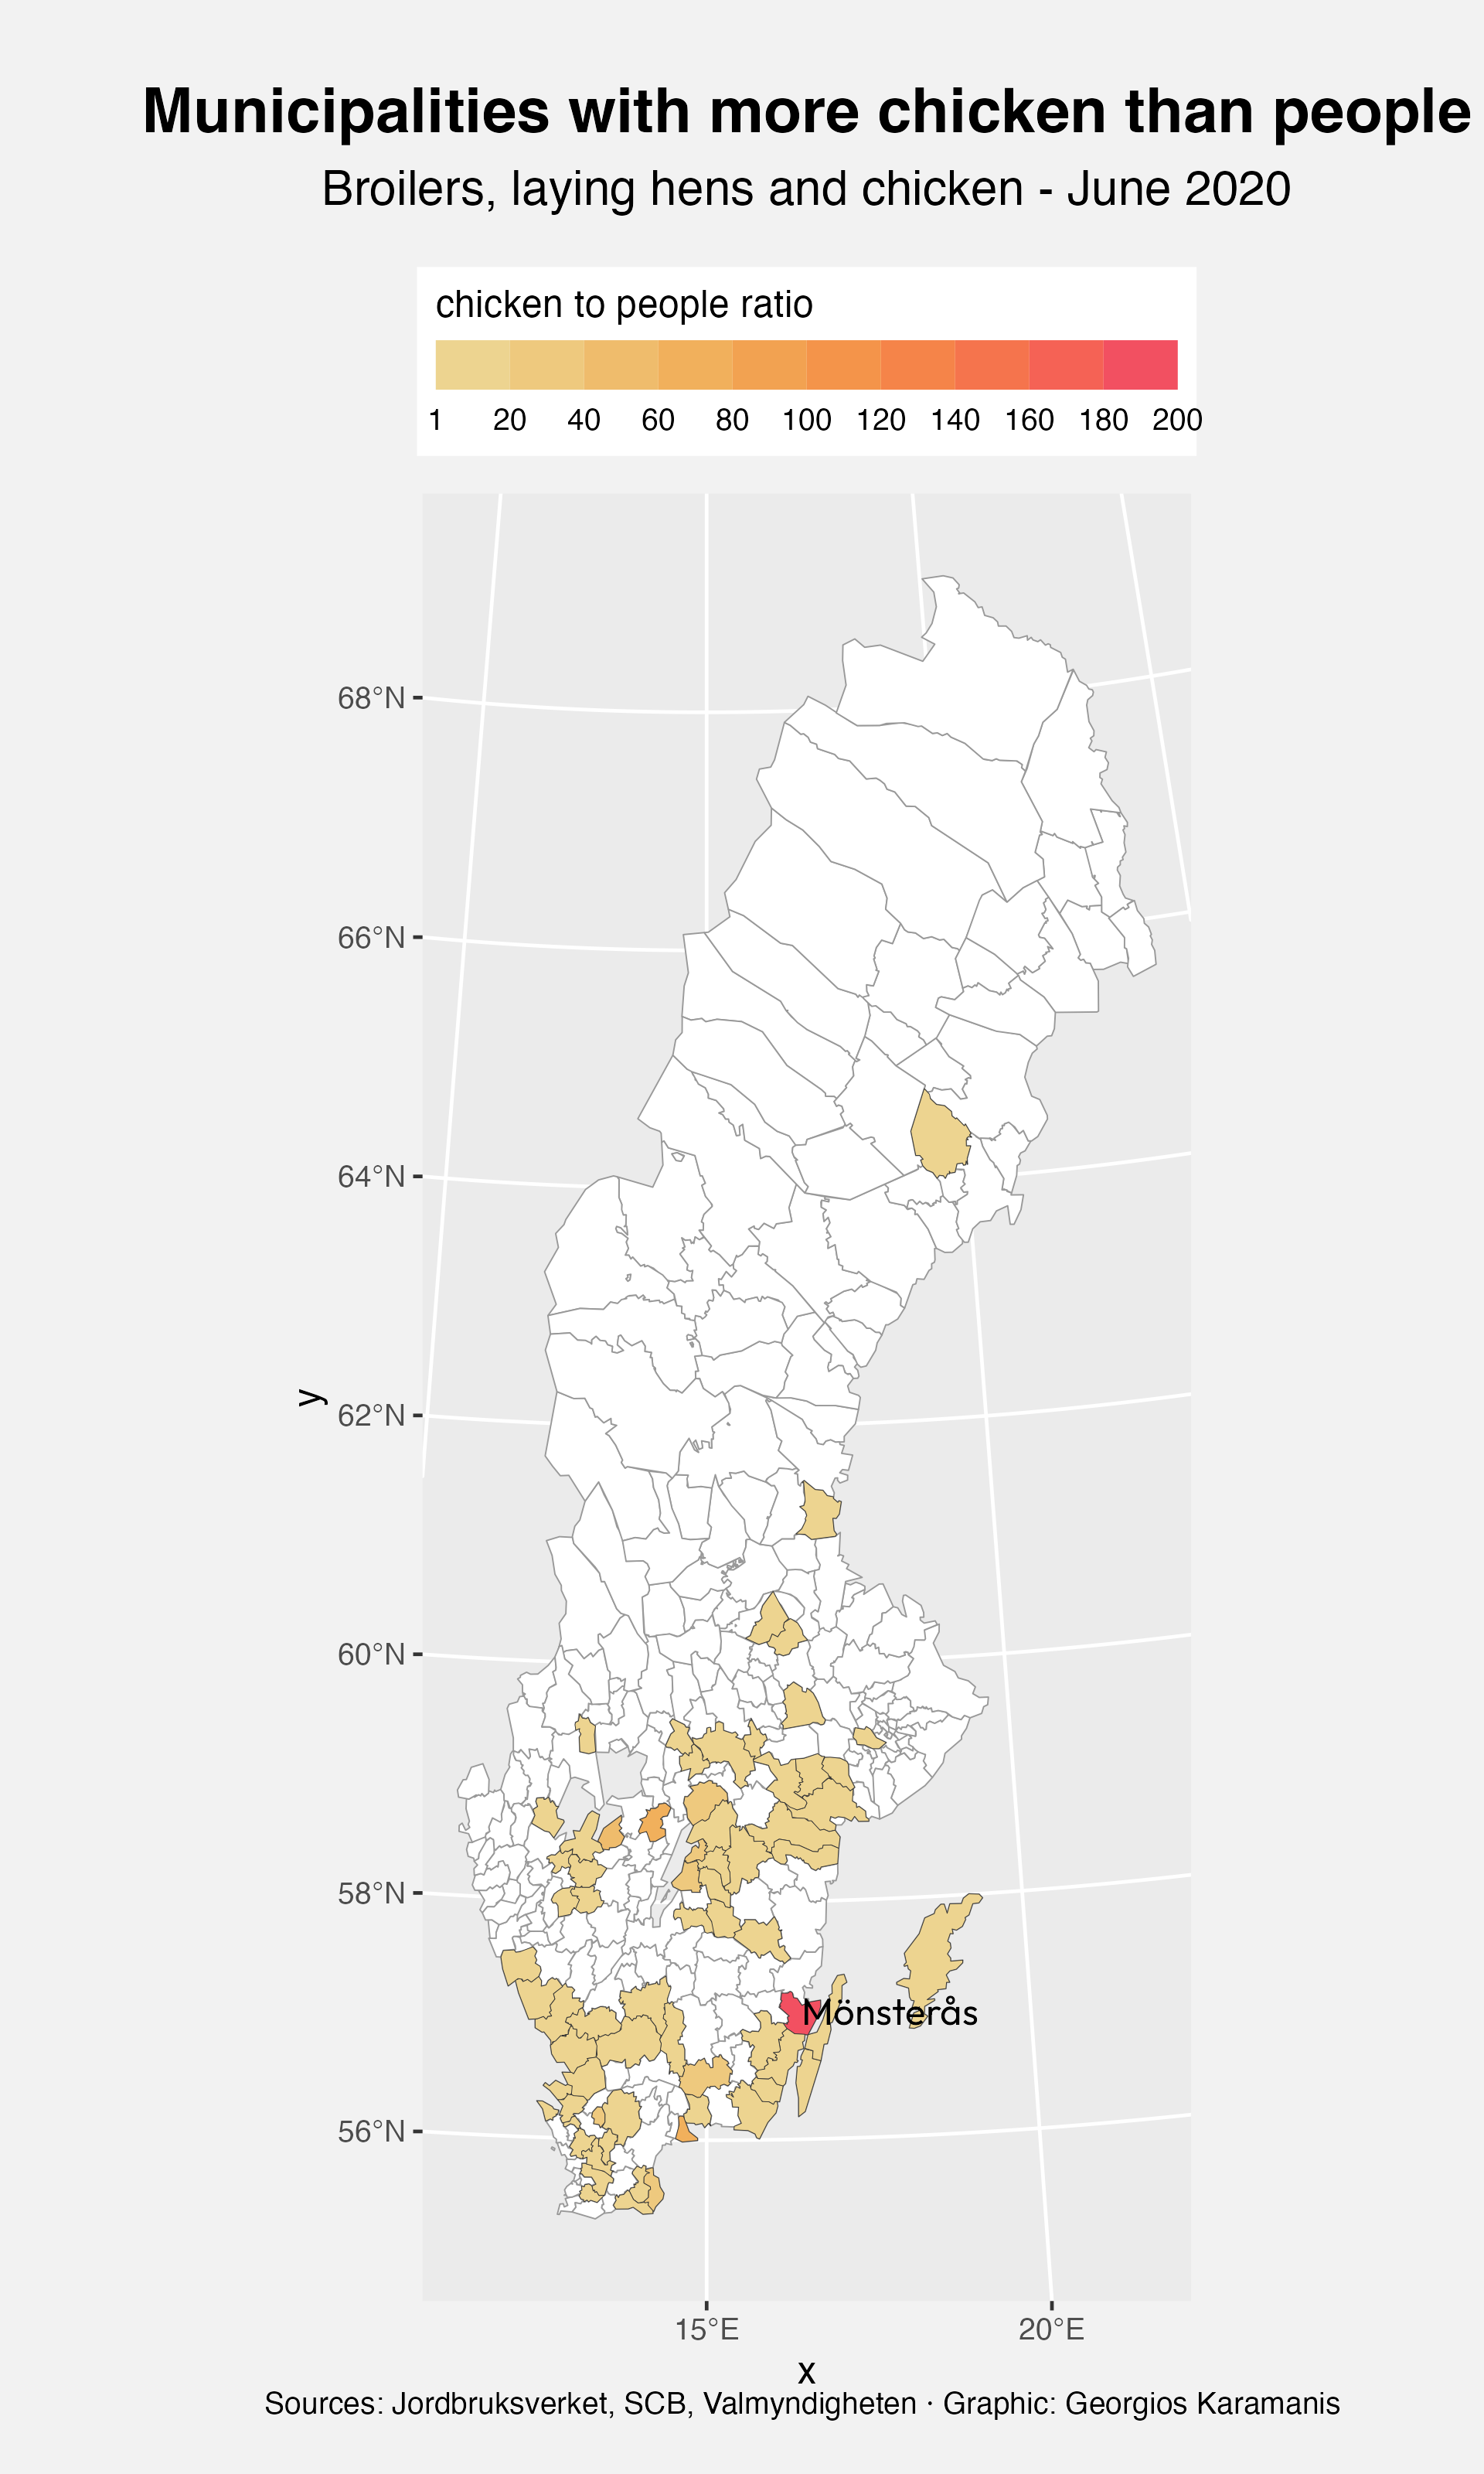 Municipalities with more chicken than people
Broilers, laying hens and chicken - June 2020
chicken to people ratio
1 20 40 60 80 100 120 140 160 180 200
68°N
66°N
64°N
y
62°N
60°N
58°N
Mönsterås
56°N
15°E 20°E
x
Sources: Jordbruksverket, SCB, Valmyndigheten · Graphic: Georgios Karamanis